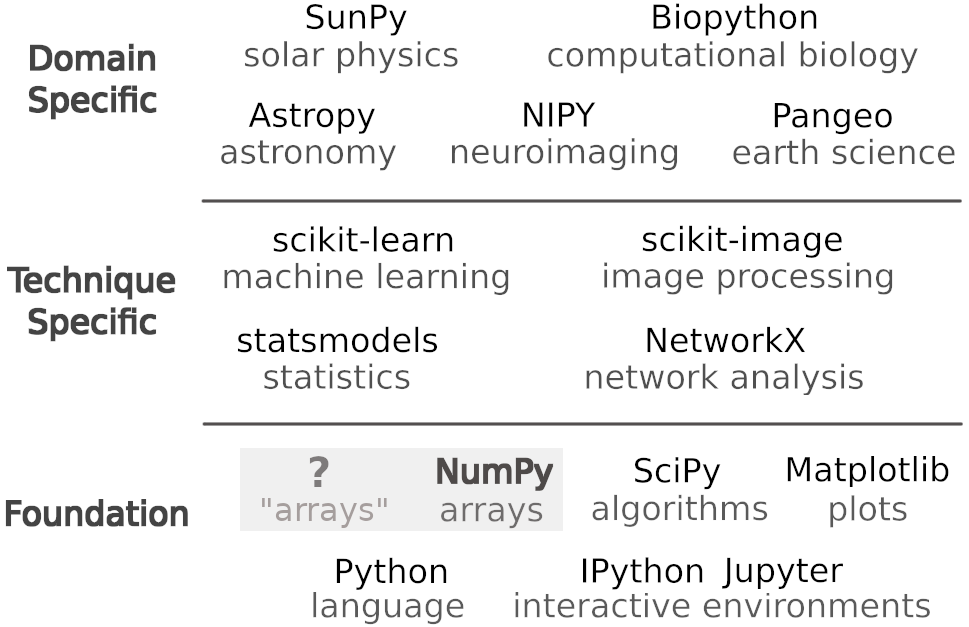 Domain
Specific
SunPy
solar physics
Biopython
computational biology
Astropy
astronomy
NIPY
neuroimaging
Pangeo
earth science
Technique
Specific
scikit-learn
machine learning
scikit-image
image processing
statsmodels
statistics
NetworkX
network analysis
Foundation
?
"arrays"
NumPy
arrays
SciPy
algorithms
Matplotlib
plots
Python
language
IPython Jupyter
interactive environments